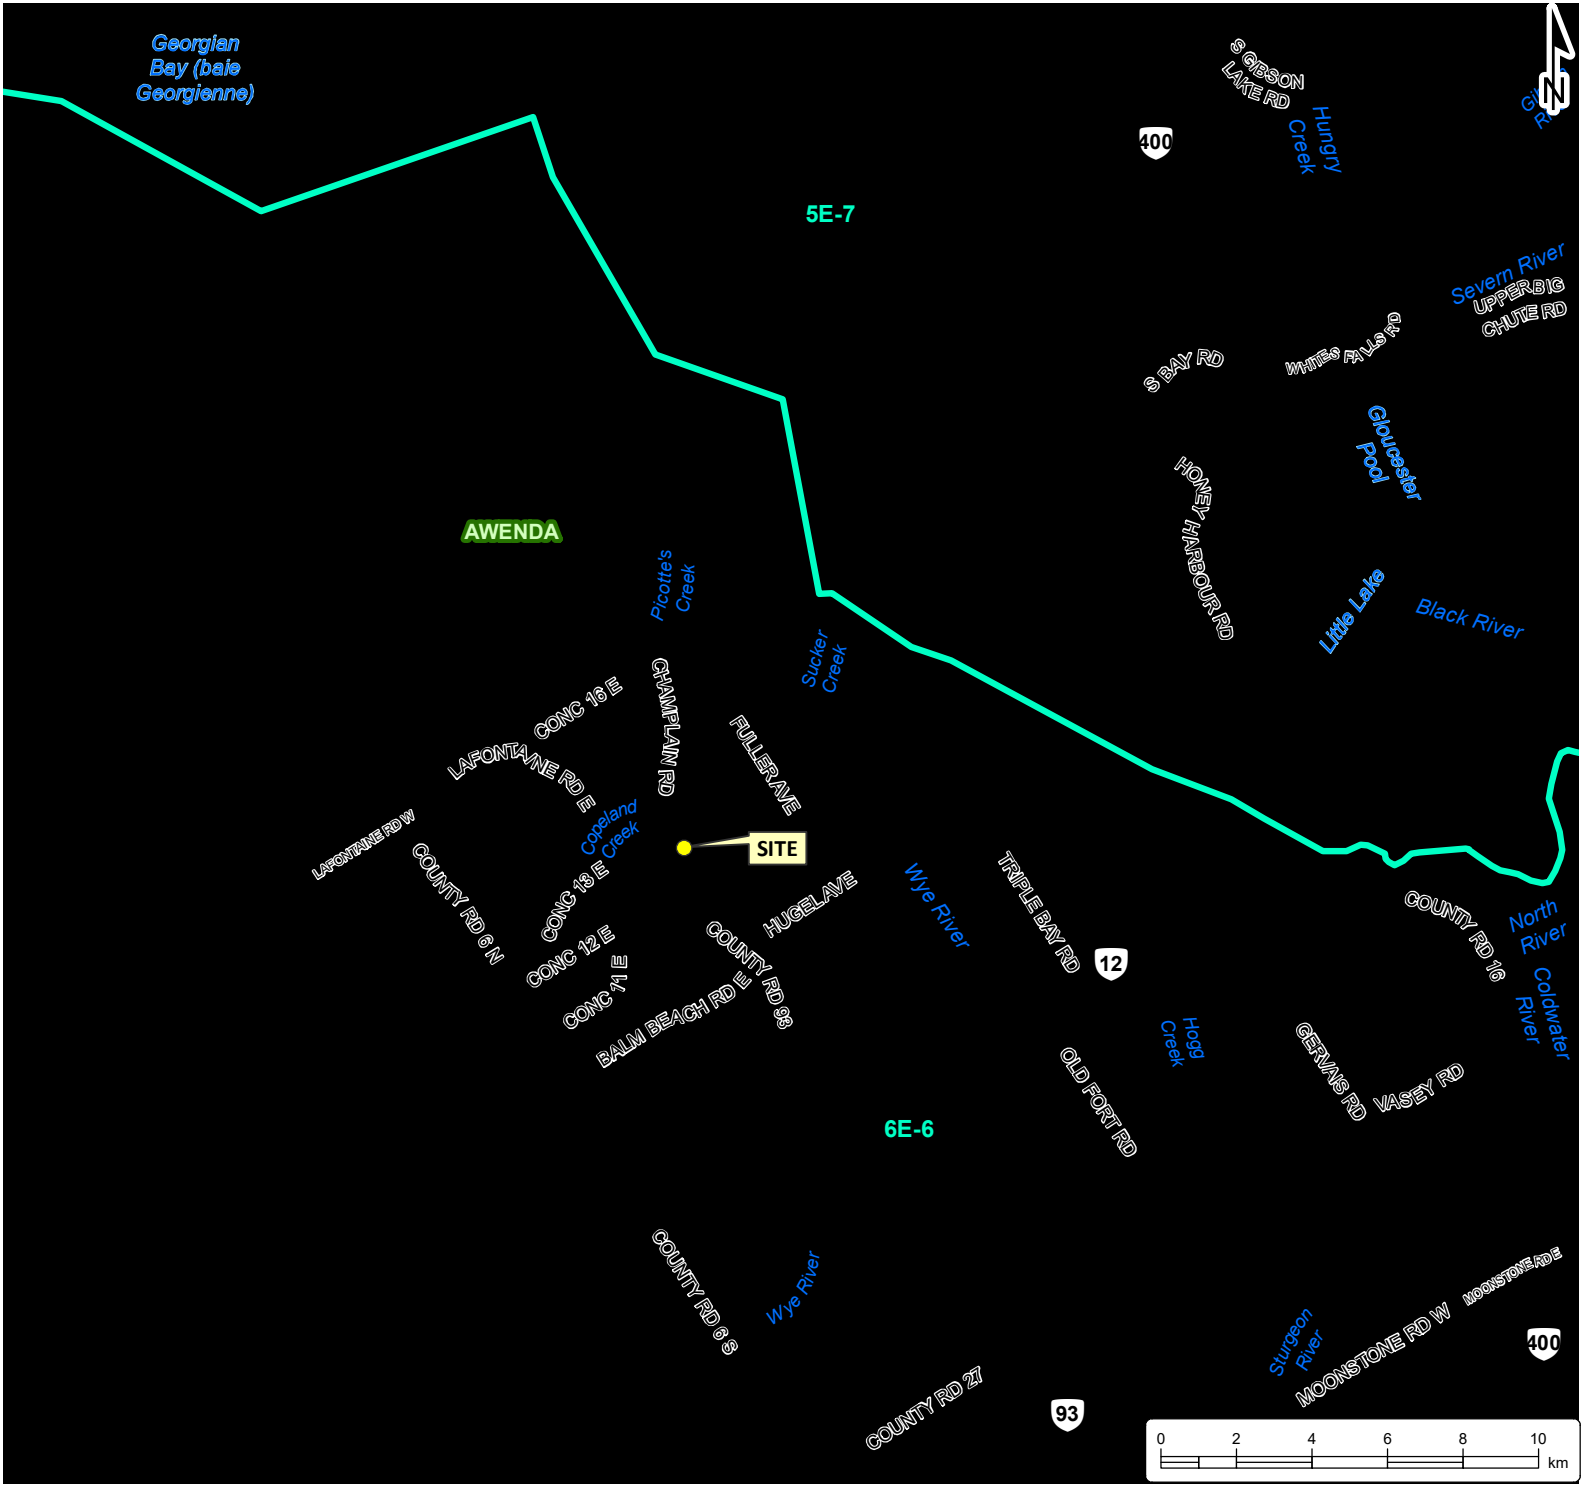 Georgian
Bay (baie
Georgienne)
S GIBSON
LAKE RD
Hungry
Creek
N
400
5E-7
Severn River
UPPER BIG
CHUTE RD
S BAY RD
WHITES FALLS RD
Gloucester
Pool
HONEY HARBOUR RD
AWENDA
Picotte's
Creek
Little Lake
Black River
Sucker
Creek
CONC 16 E
CHAMPLAIN RD
FULLER AVE
LAFONTAINE RD E
LAFONTAINE RD W
Copeland
Creek
SITE
COUNTY RD 6 N
CONC 13 E
HUGEL AVE
Wye River
TRIPLE BAY RD
12
COUNTY RD 16
North
River
CONC 12 E
CONC 11 E
COUNTY RD 93
BALM BEACH RD E
Coldwater
River
Hogg
Creek
GERVAIS RD
VASEY RD
OLD FORT RD
6E-6
COUNTY RD 6 S
Wye River
MOONSTONE RD E
Sturgeon
River
MOONSTONE RD W
400
COUNTY RD 27
93
0 2 4 6 8 10
km